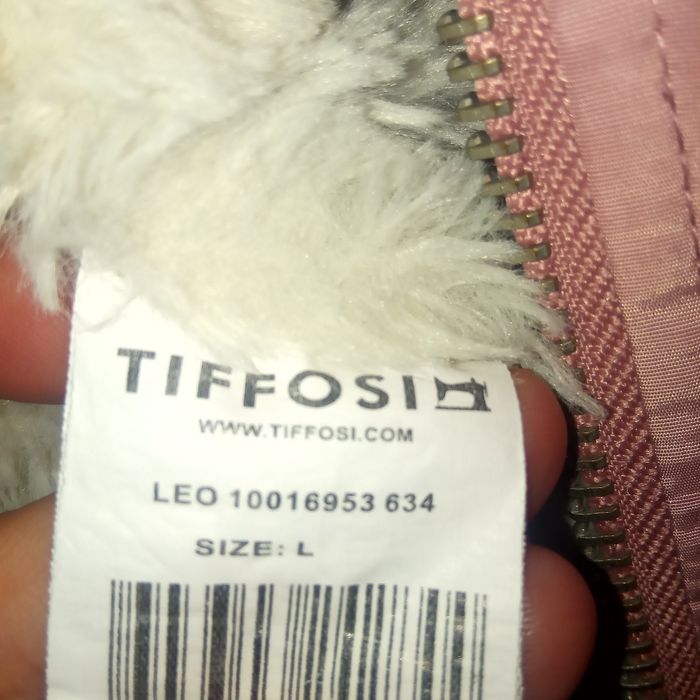 TIFFOSI
WWW.TIFFOSI.COM
LEO 10016953 634
SIZE: L